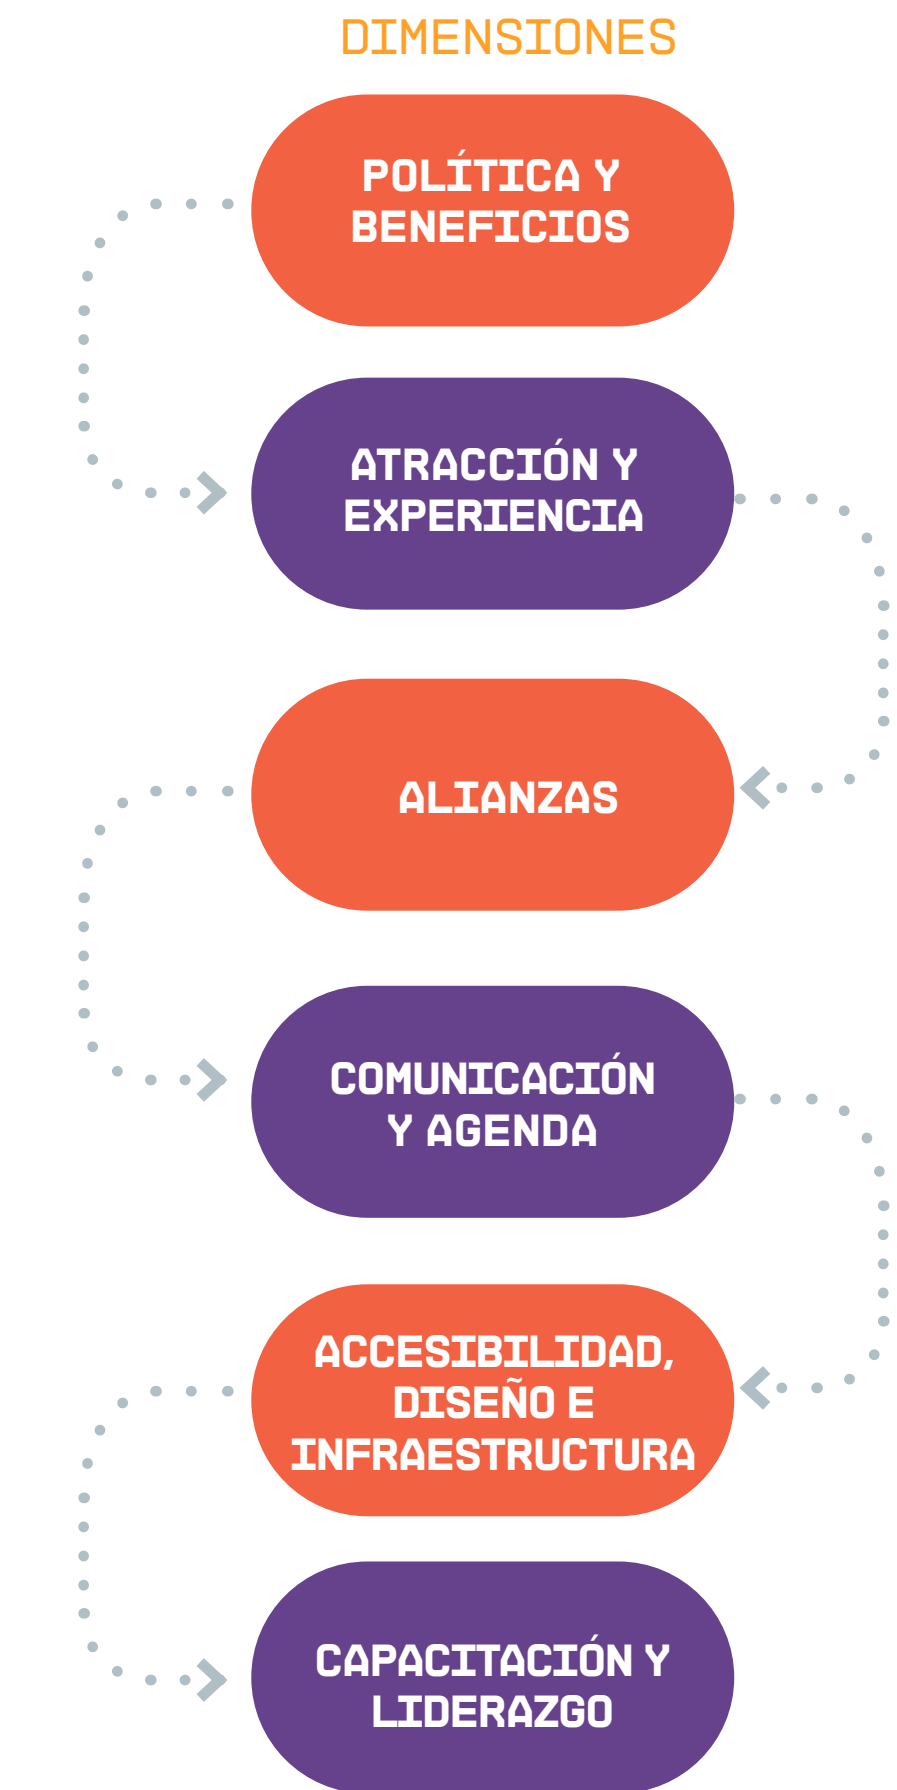 DIMENSIONES
POLÍTICA Y
BENEFICIOS
ATRACCIÓN Y
EXPERIENCIA
ALIANZAS
COMUNICACIÓN
Y AGENDA
ACCESIBILIDAD,
DISEÑO E
INFRAESTRUCTURA
CAPACITACIÓN Y
LIDERAZGO